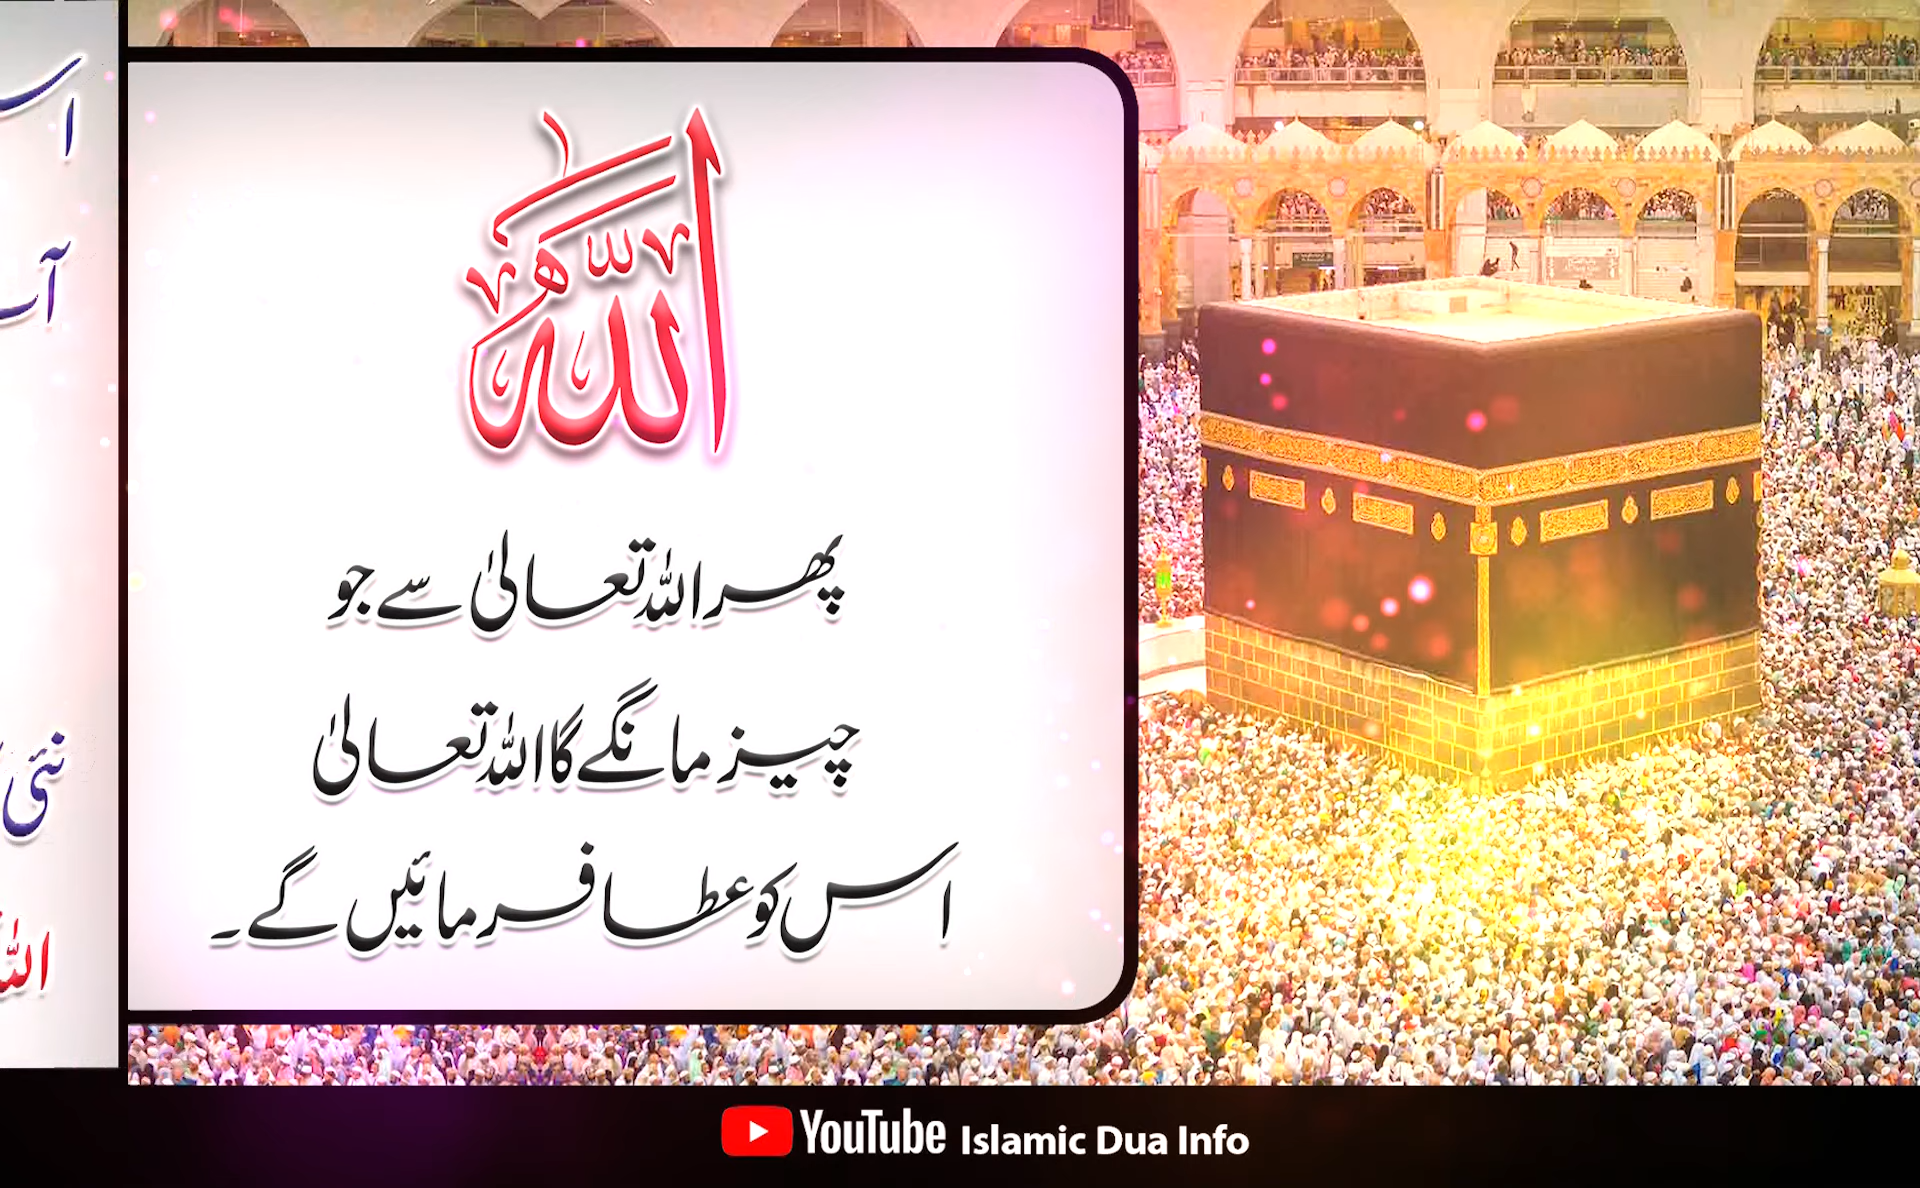 اللہ
پھر اللہ تعالیٰ سے جو
چیز مانگے گا اللہ تعالیٰ
اس کو عطا فرمائیں گے۔
YouTube Islamic Dua Info